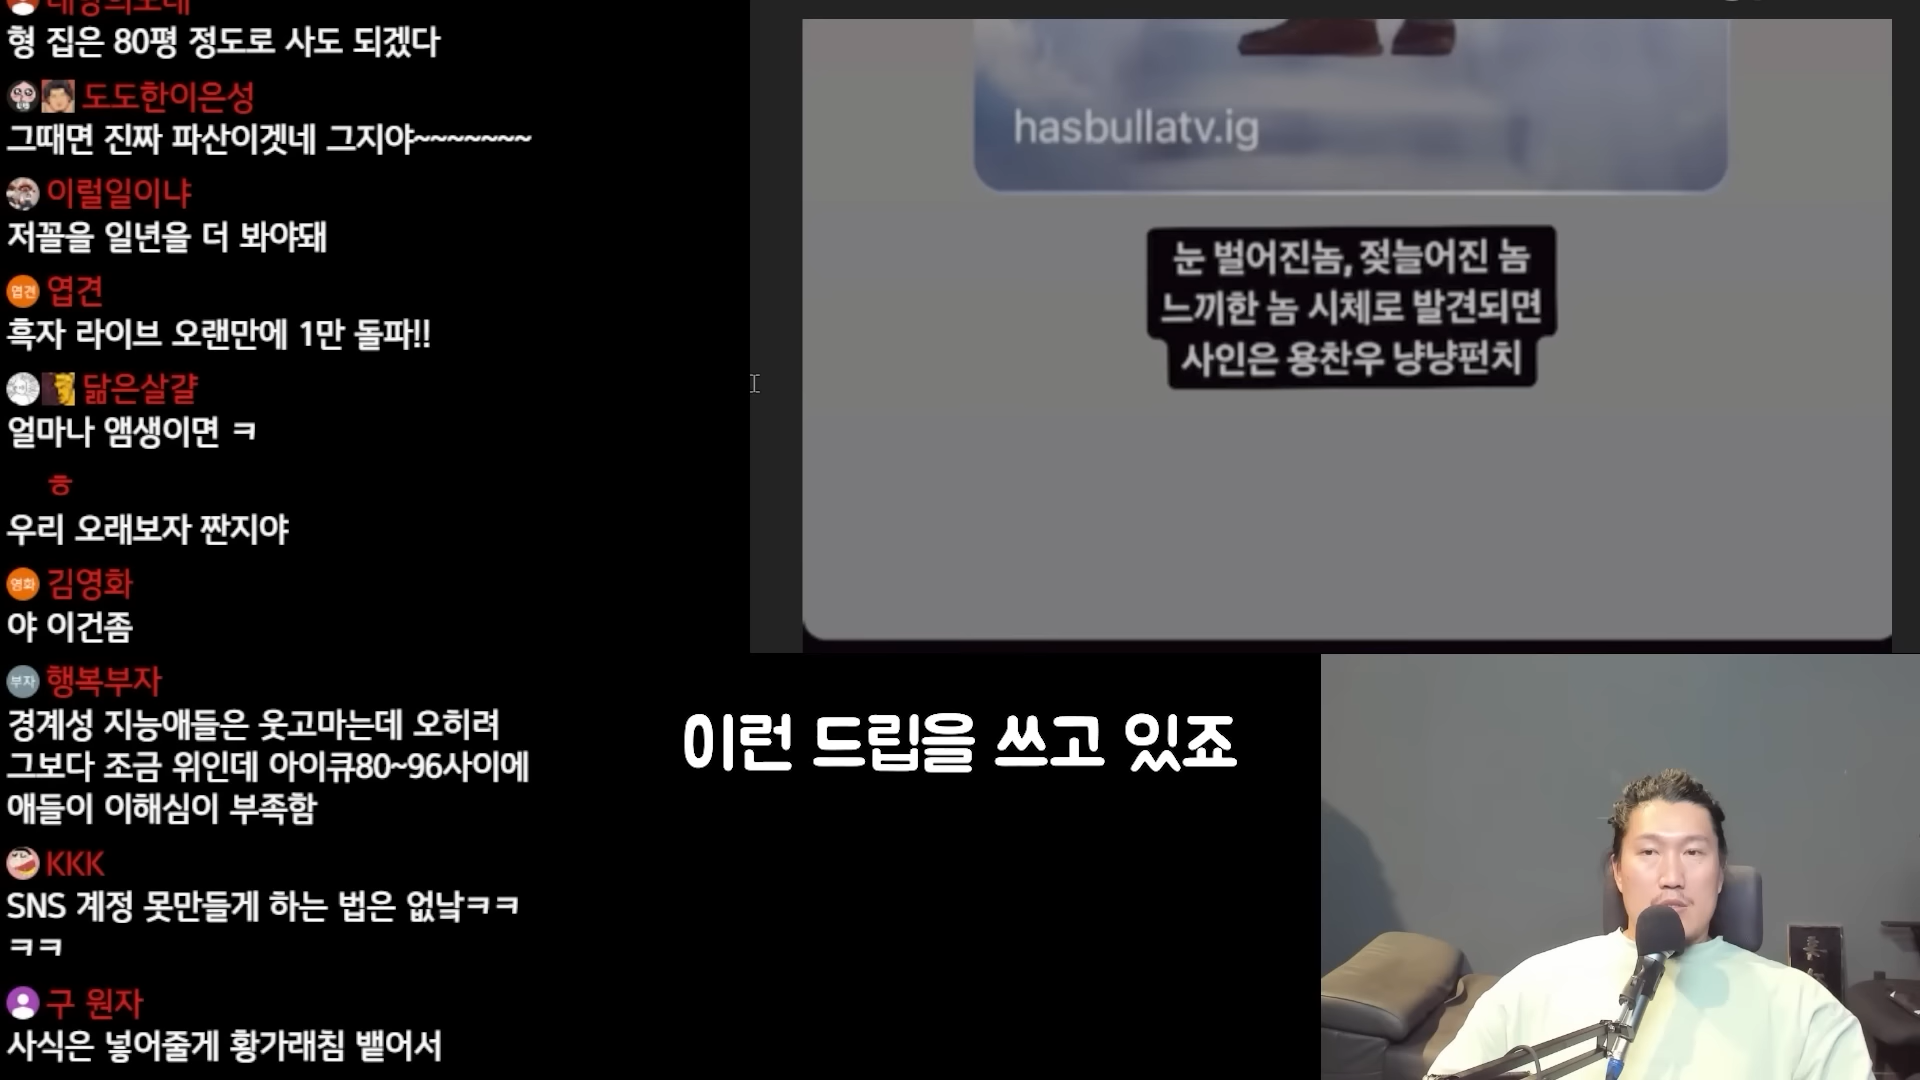 형 집은 80평 정도로 사도 되겠다
도도한이은성
그때면 진짜 파산이겟네 그지야~~~~~~~
이럴일이냐
저꼴을 일년을 더 봐야돼
엽견
엽견
흑자 라이브 오랜만에 1만 돌파!!
닮은살걀
얼마나 앰생이면 ㅋ
ㅎ
우리 오래보자 짠지야
영화
김영화
야 이건좀
부자
행복부자
경계성 지능애들은 웃고마는데 오히려
그보다 조금 위인데 아이큐80~96사이에
애들이 이해심이 부족함
KKK
SNS 계정 못만들게 하는 법은 없낰ㅋㅋ
ㅋㅋ
구 원자
사식은 넣어줄게 황가래침 뱉어서
hasbullatv.ig
눈 벌어진놈, 젖늘어진 놈
느끼한 놈 시체로 발견되면
사인은 용찬우 냥냥펀치
이런 드립을 쓰고 있죠